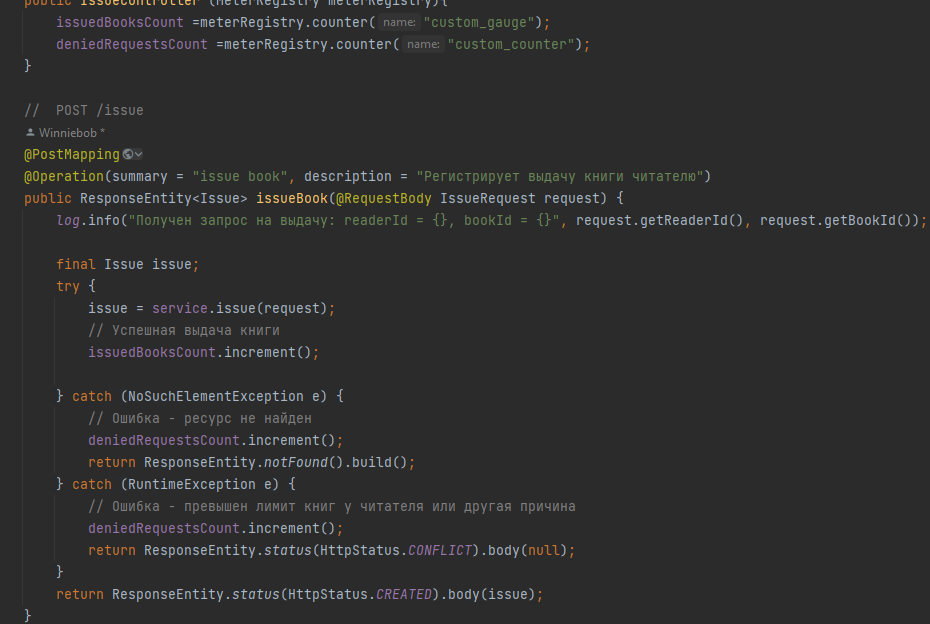 public IssueController (MeterRegistry meterRegistry){
issuedBooksCount =meterRegistry.counter( name: "custom_gauge");
deniedRequestsCount =meterRegistry.counter( name: "custom_counter");
}
//  POST /issue
Winniebob *
@PostMapping
@Operation(summary = "issue book", description = "Регистрирует выдачу книги читателю")
public ResponseEntity<Issue> issueBook(@RequestBody IssueRequest request) {
log.info("Получен запрос на выдачу: readerId = {}, bookId = {}", request.getReaderId(), request.getBookId());
final Issue issue;
try {
issue = service.issue(request);
// Успешная выдача книги
issuedBooksCount.increment();
} catch (NoSuchElementException e) {
// Ошибка - ресурс не найден
deniedRequestsCount.increment();
return ResponseEntity.notFound().build();
} catch (RuntimeException e) {
// Ошибка - превышен лимит книг у читателя или другая причина
deniedRequestsCount.increment();
return ResponseEntity.status(HttpStatus.CONFLICT).body(null);
}
return ResponseEntity.status(HttpStatus.CREATED).body(issue);
}